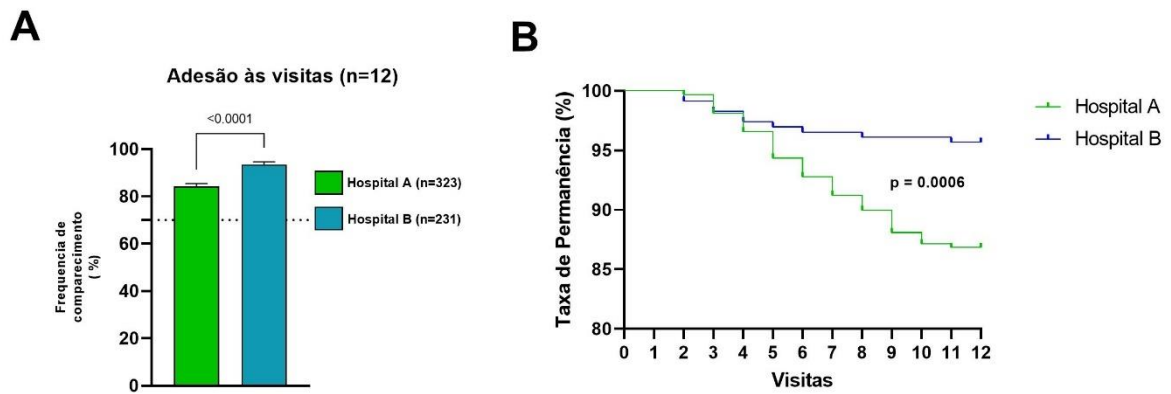 A
Adesão às visitas (n=12)
<0.0001
100
80
60
40
20
0
Frequencia de
comparecimento
( %)
Hospital A (n=323)
Hospital B (n=231)
B
100
95
90
85
80
Taxa de Permanência (%)
p = 0.0006
0 1 2 3 4 5 6 7 8 9 10 11 12
Visitas
Hospital A
Hospital B